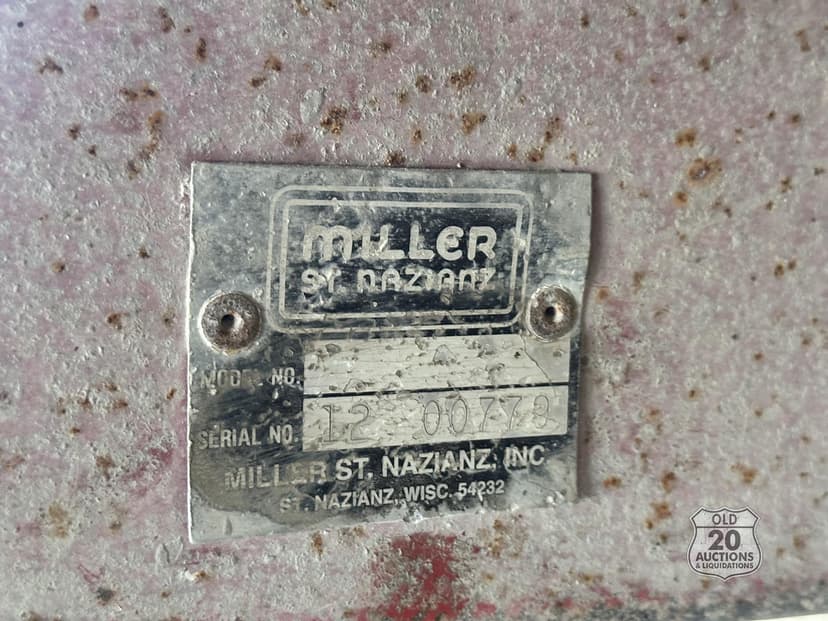 MILLER
ST. NAZIANZ
MODEL NO.
SERIAL NO. 12 00773
MILLER ST. NAZIANZ, INC
ST. NAZIANZ, WISC. 54232
OLD
20
AUCTIONS
& LIQUIDATIONS